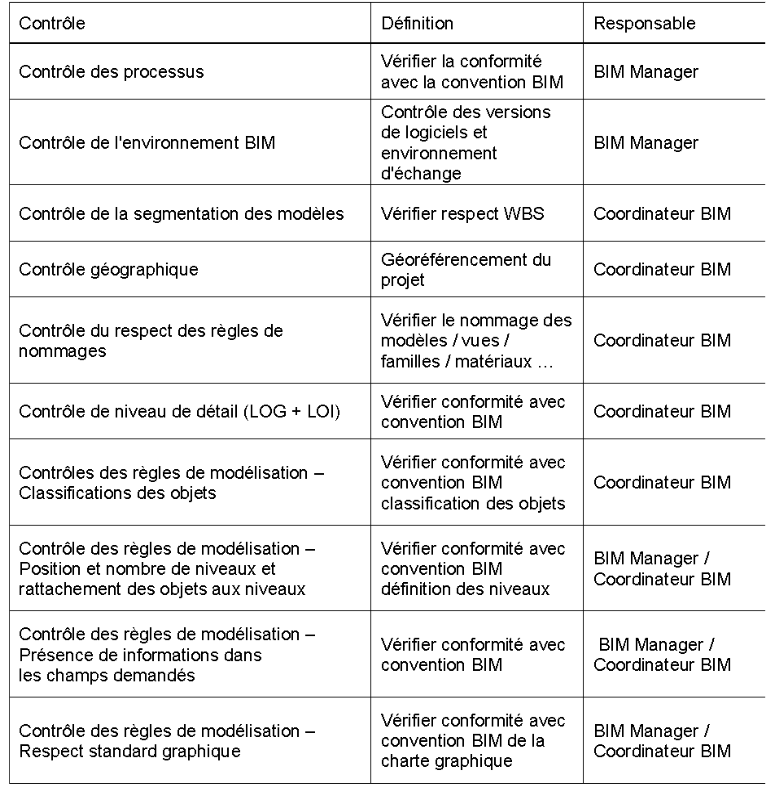 Contrôle
Définition
Responsable
Contrôle des processus
Vérifier la conformité
avec la convention BIM
BIM Manager
Contrôle de l'environnement BIM
Contrôle des versions
de logiciels et
environnement
d'échange
BIM Manager
Contrôle de la segmentation des modèles
Vérifier respect WBS
Coordinateur BIM
Contrôle géographique
Géoréférencement du
projet
Coordinateur BIM
Contrôle du respect des règles de
nommages
Vérifier le nommage des
modèles / vues /
familles / matériaux …
Coordinateur BIM
Contrôle de niveau de détail (LOG + LOI)
Vérifier conformité avec
convention BIM
Coordinateur BIM
Contrôles des règles de modélisation –
Classifications des objets
Vérifier conformité avec
convention BIM
classification des objets
Coordinateur BIM
Contrôle des règles de modélisation –
Position et nombre de niveaux et
rattachement des objets aux niveaux
Vérifier conformité avec
convention BIM
définition des niveaux
BIM Manager /
Coordinateur BIM
Contrôle des règles de modélisation –
Présence de informations dans
les champs demandés
Vérifier conformité avec
convention BIM
BIM Manager /
Coordinateur BIM
Contrôle des règles de modélisation –
Respect standard graphique
Vérifier conformité avec
convention BIM de la
charte graphique
BIM Manager /
Coordinateur BIM